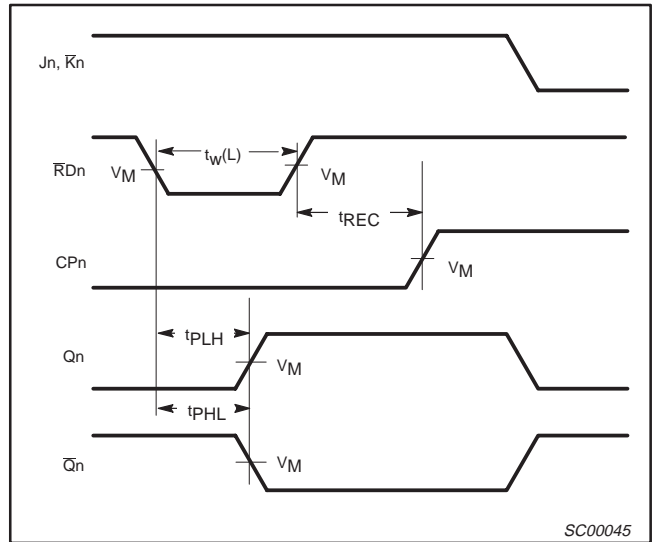 Jn, K̅n
R̅Dn
VM
tw(L)
VM
tREC
CPn
VM
tPLH
Qn
VM
tPHL
Q̅n
VM
SC00045